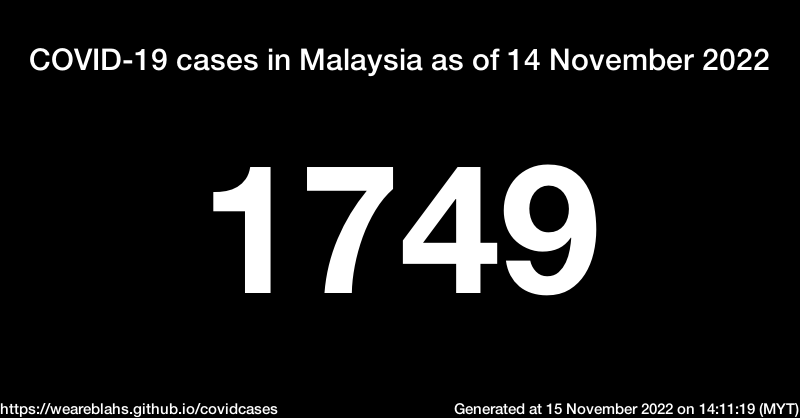 COVID-19 cases in Malaysia as of 14 November 2022
1749
https://weareblahs.github.io/covidcases
Generated at 15 November 2022 on 14:11:19 (MYT)